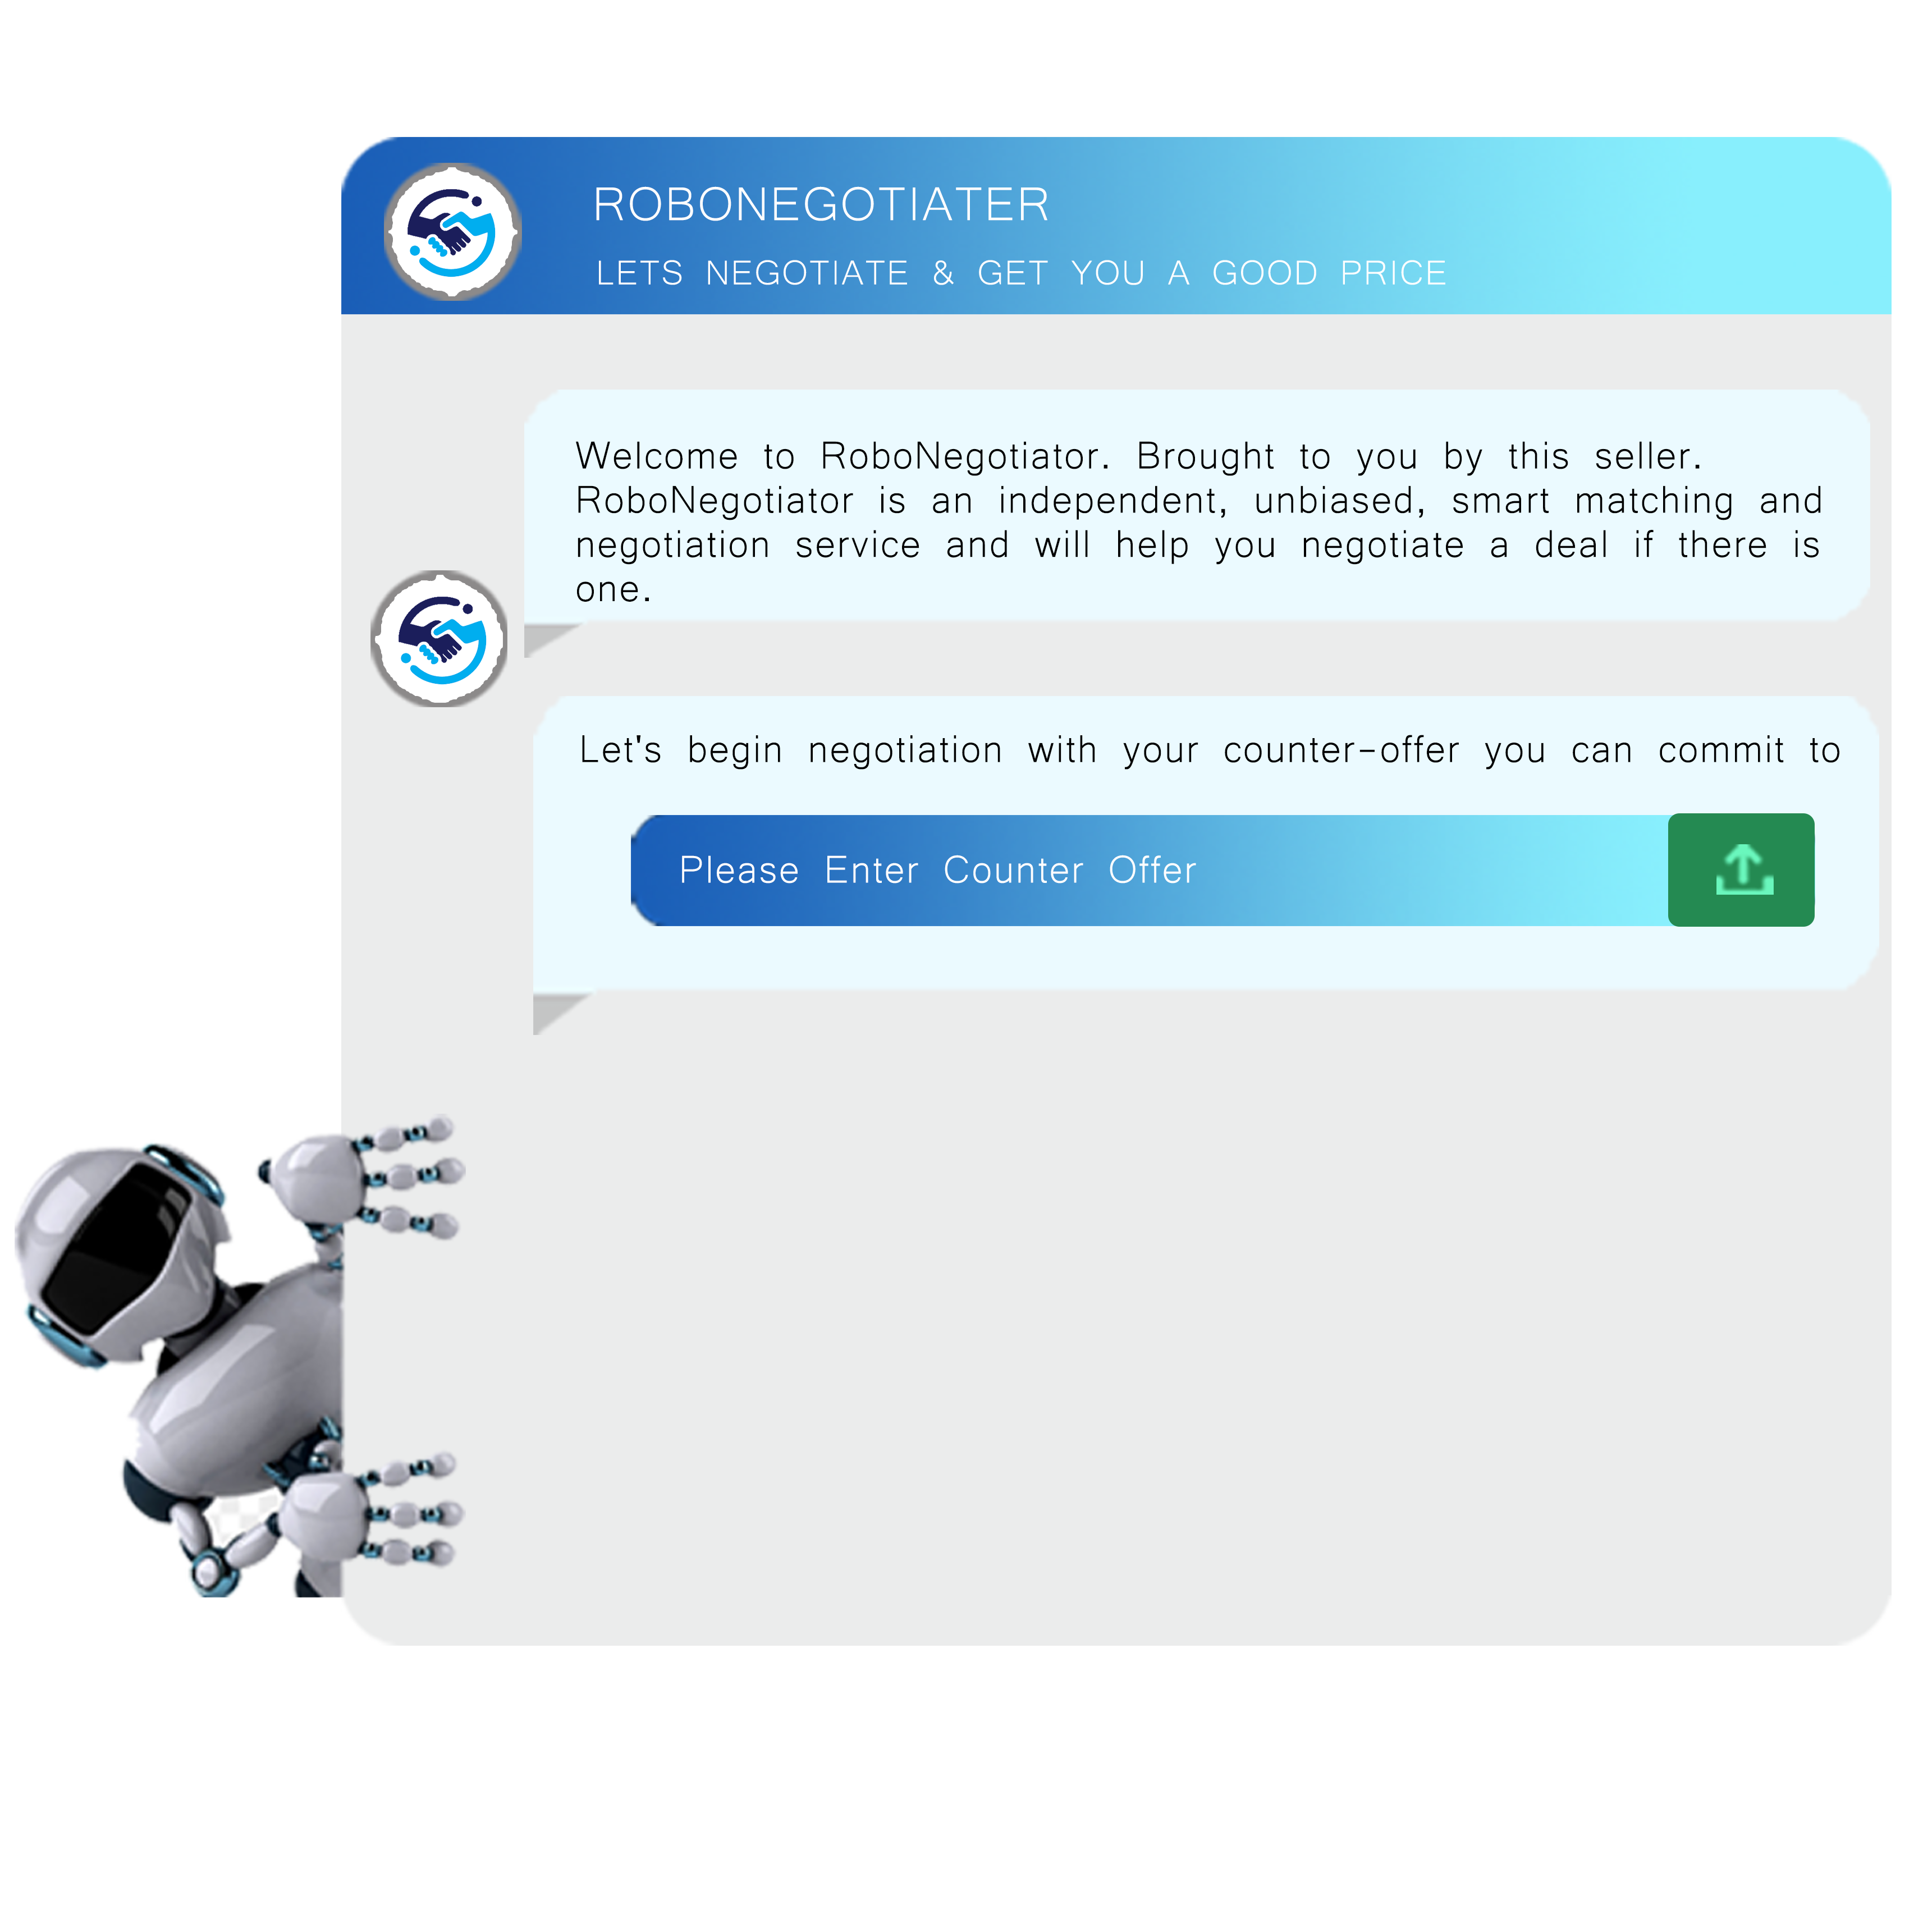 ROBONEGOTIATER
LETS NEGOTIATE & GET YOU A GOOD PRICE
Welcome to RoboNegotiator. Brought to you by this seller.
RoboNegotiator is an independent, unbiased, smart matching and
negotiation service and will help you negotiate a deal if there is
one.
Let's begin negotiation with your counter-offer you can commit to
Please Enter Counter Offer